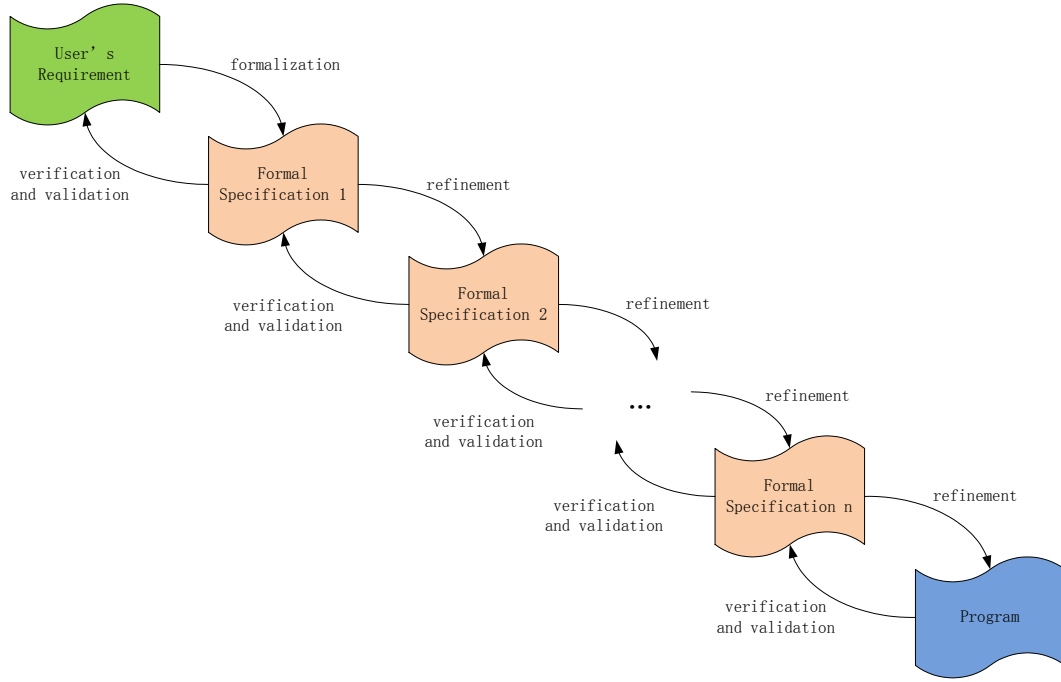 User's
Requirement
formalization
verification
and validation
Formal
Specification 1
refinement
verification
and validation
Formal
Specification 2
refinement
verification
and validation
...
refinement
verification
and validation
Formal
Specification n
refinement
verification
and validation
Program